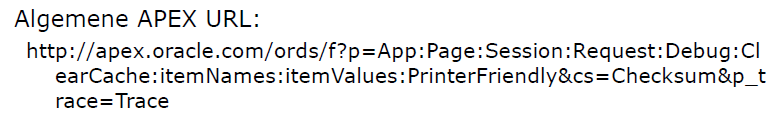 Algemene APEX URL:
http://apex.oracle.com/ords/f?p=App:Page:Session:Request:Debug:Cl
earCache:itemNames:itemValues:PrinterFriendly&cs=Checksum&p_t
race=Trace